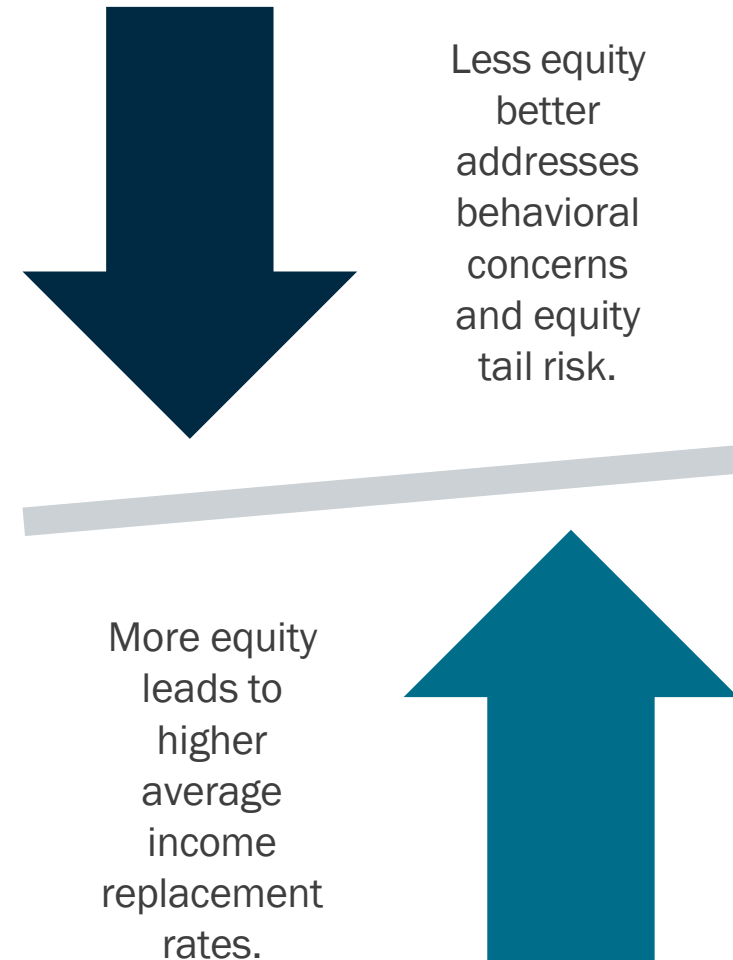 Less equity
better
addresses
behavioral
concerns
and equity
tail risk.
More equity
leads to
higher
average
income
replacement
rates.